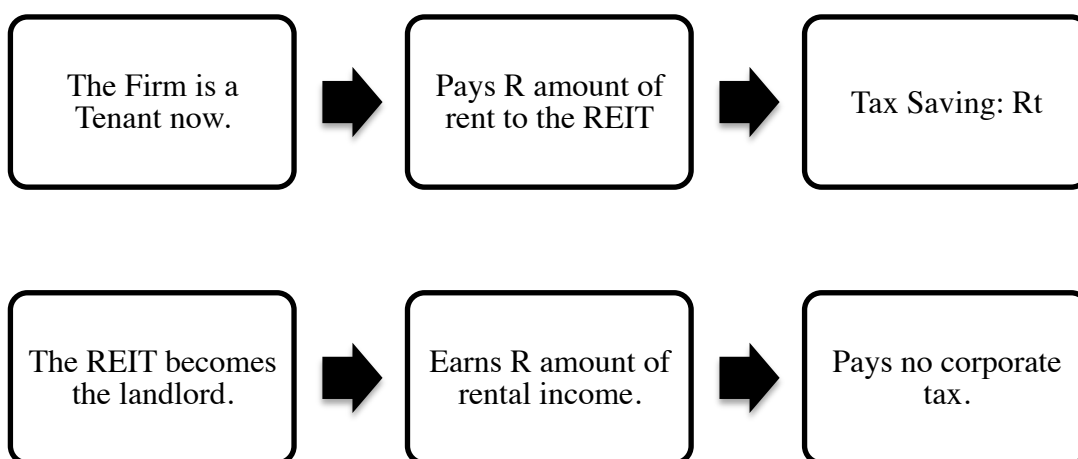 The Firm is a
Tenant now.
Pays R amount of
rent to the REIT
Tax Saving: Rt
The REIT becomes
the landlord.
Earns R amount of
rental income.
Pays no corporate
tax.